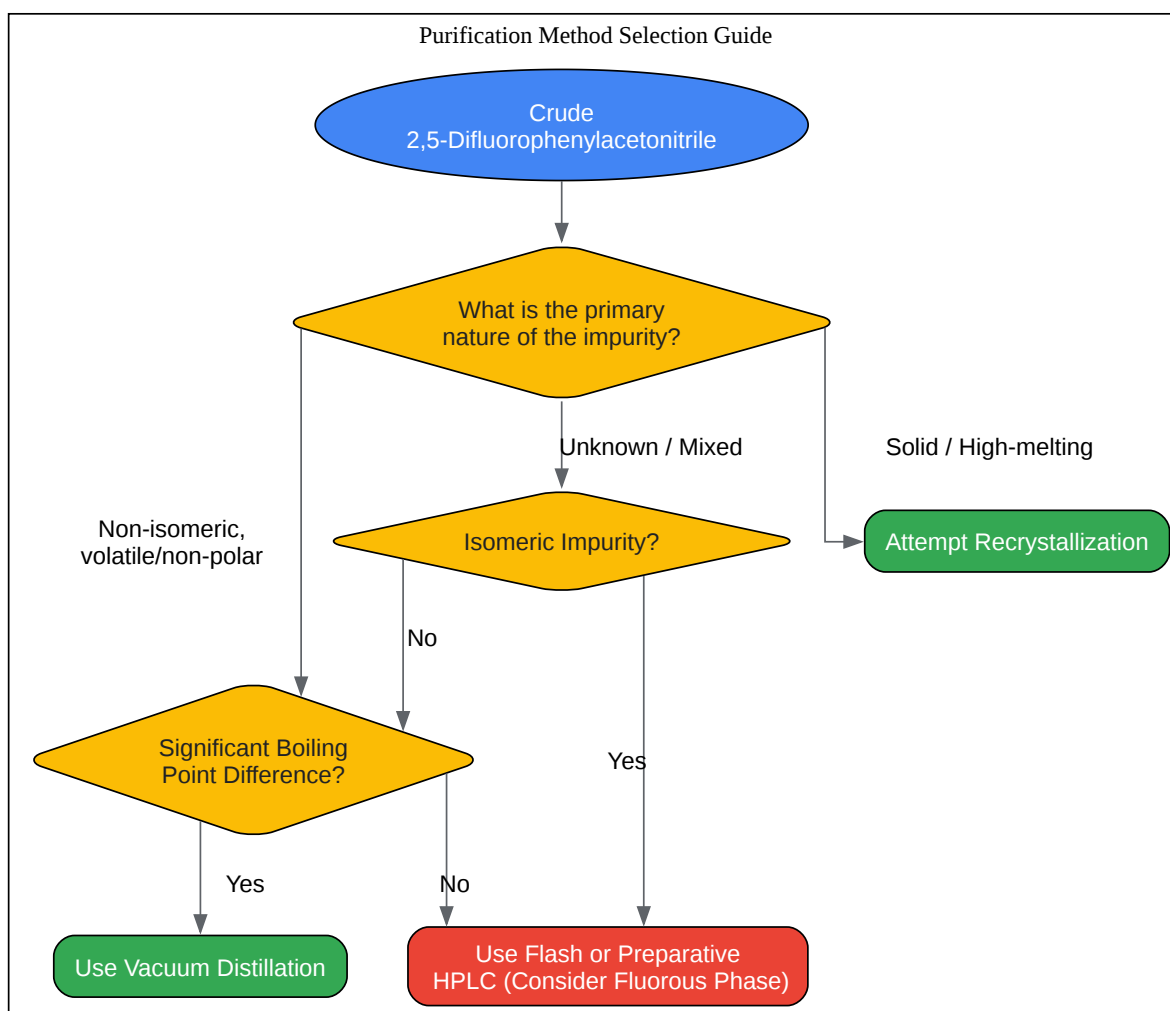 Purification Method Selection Guide
Crude
2,5-Difluorophenylacetonitrile
What is the primary
nature of the impurity?
Unknown / Mixed
Solid / High-melting
Non-isomeric,
volatile/non-polar
Isomeric Impurity?
Attempt Recrystallization
No
Significant Boiling
Point Difference?
Yes
Yes
No
Use Vacuum Distillation
Use Flash or Preparative
HPLC (Consider Fluorous Phase)